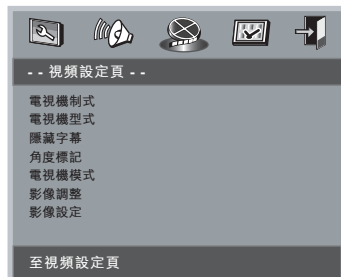 - - 視頻設定頁 - -
電視機制式
電視機型式
隱藏字幕
角度標記
電視機模式
影像調整
影像設定
至視頻設定頁